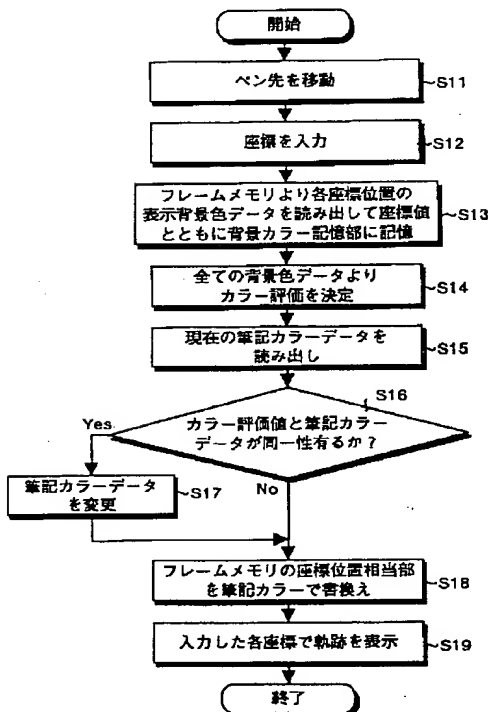 開始
ペン先を移動
S11
座標を入力
S12
フレームメモリより各座標位置の
表示背景色データを読み出して座標値
とともに背景カラー記憶部に記憶
S13
全ての背景色データより
カラー評価を決定
S14
現在の筆記カラーデータを
読み出し
S15
S16
カラー評価値と筆記カラー
データが同一性有るか？
Yes
No
筆記カラーデータ
を変更
S17
フレームメモリの座標位置相当部
を筆記カラーで書換え
S18
入力した各座標で軌跡を表示
S19
終了